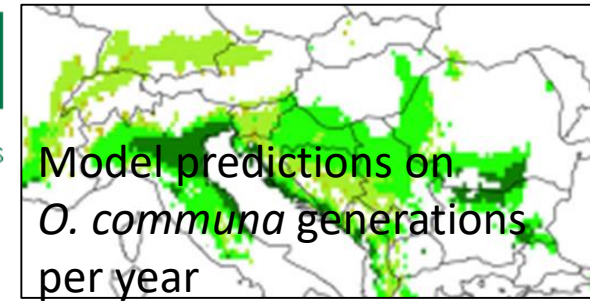 s
Model predictions on
O. communa generations
per year